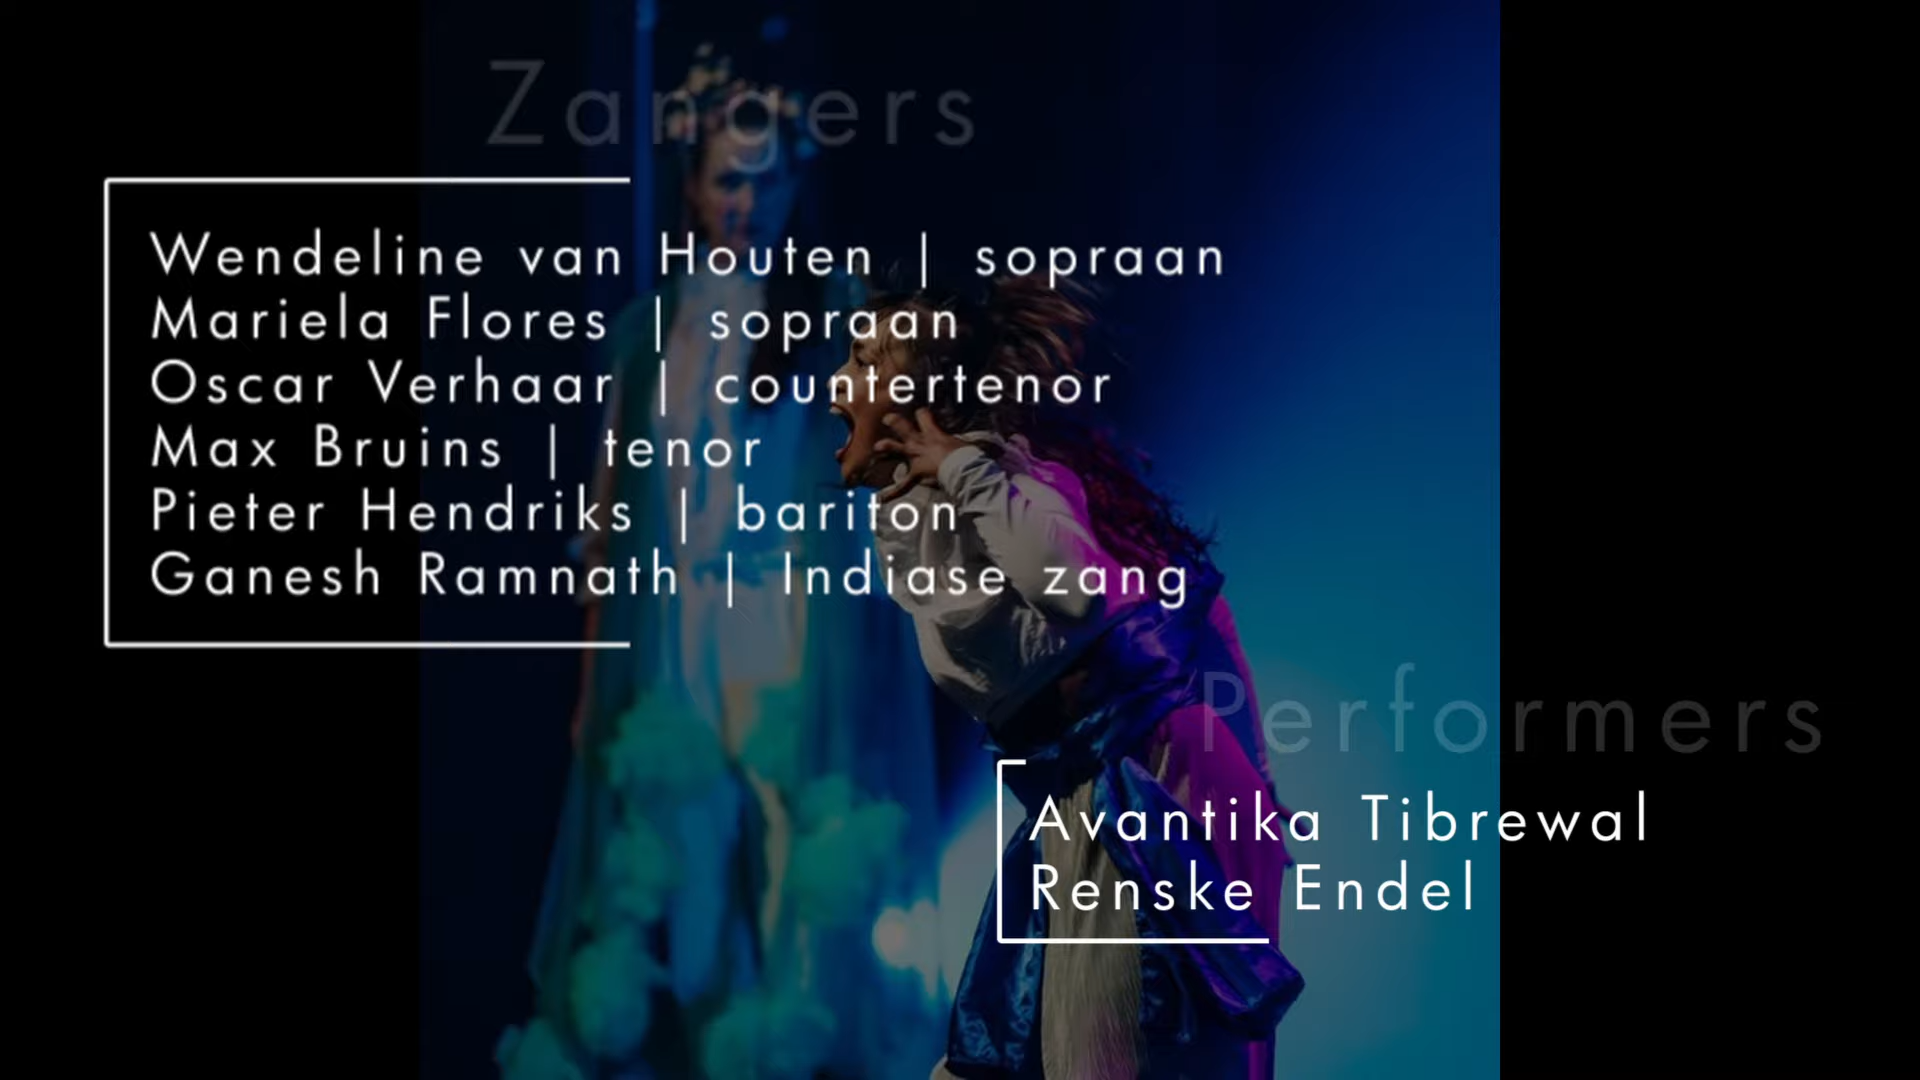 Zangers
Wendeline van Houten | sopraan
Mariela Flores | sopraan
Oscar Verhaar | countertenor
Max Bruins | tenor
Pieter Hendriks | bariton
Ganesh Ramnath | Indiase zang
Performers
Avantika Tibrewal
Renske Endel